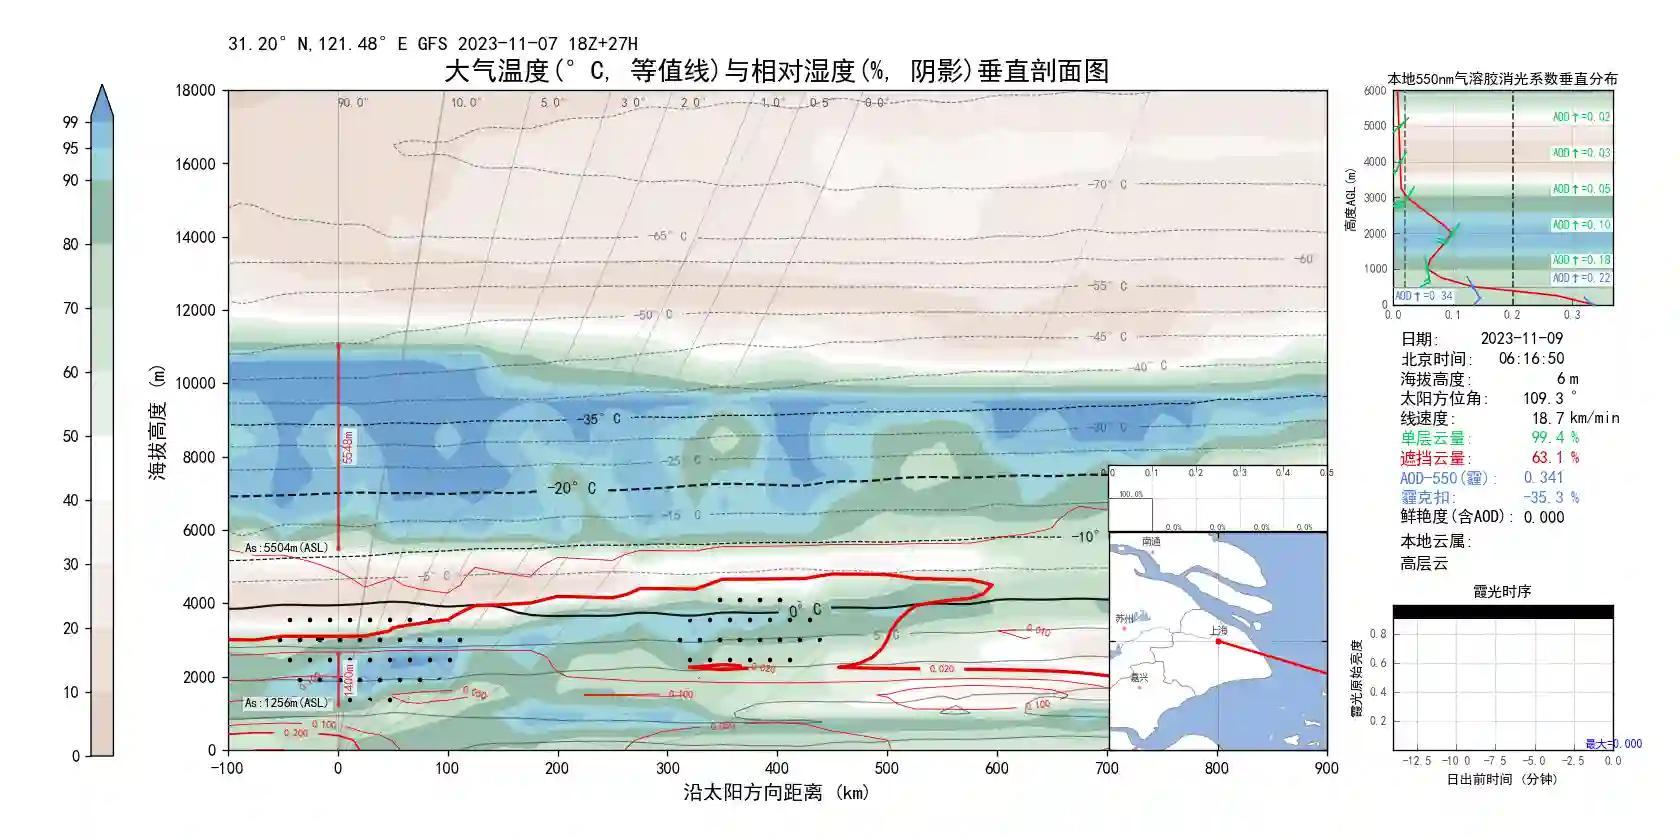 31.20° N,121.48° E GFS 2023-11-07 18Z+27H
大气温度(° C, 等值线)与相对湿度(%, 阴影)垂直剖面图
99
95
90
80
70
60
50
40
30
20
10
0
海拔高度 (m)
18000
16000
14000
12000
10000
8000
6000
4000
2000
0
90.0° 10.0° 5.0° 3.0° 2.0° 1.0° 0.5 0.0°
-70° C
-65° C
-60
-55° C
-50° C
-45° C
-40° C
-35° C
-30° C
-25° C
-20° C
-15 C
-10°
-5° C
0° C
5° C
5548m
As:5504m(ASL)
1400m
As:1256m(ASL)
0.010
0.020
0.020
0.100
0.100
0.100
0.200
-100 0 100 200 300 400 500 600 700 800 900
沿太阳方向距离 (km)
0.0 0.1 0.2 0.3 0.4 0.5
100.0%
0.0% 0.0% 0.0% 0.0%
南通
苏州
上海
嘉兴
本地550nm气溶胶消光系数垂直分布
高度AGL(m)
6000
5000
4000
3000
2000
1000
0
AOD↑=0.02
AOD↑=0.03
AOD↑=0.05
AOD↑=0.10
AOD↑=0.18
AOD↑=0.22
AOD↑=0.34
0.0 0.1 0.2 0.3
日期: 2023-11-09
北京时间: 06:16:50
海拔高度: 6 m
太阳方位角: 109.3 °
线速度: 18.7 km/min
单层云量: 99.4 %
遮挡云量: 63.1 %
AOD-550(霾): 0.341
霾克扣: -35.3 %
鲜艳度(含AOD): 0.000
本地云属:
高层云
霞光时序
霞光原始亮度
0.8
0.6
0.4
0.2
最大=0.000
-12.5 -10.0 -7.5 -5.0 -2.5 0.0
日出前时间 (分钟)